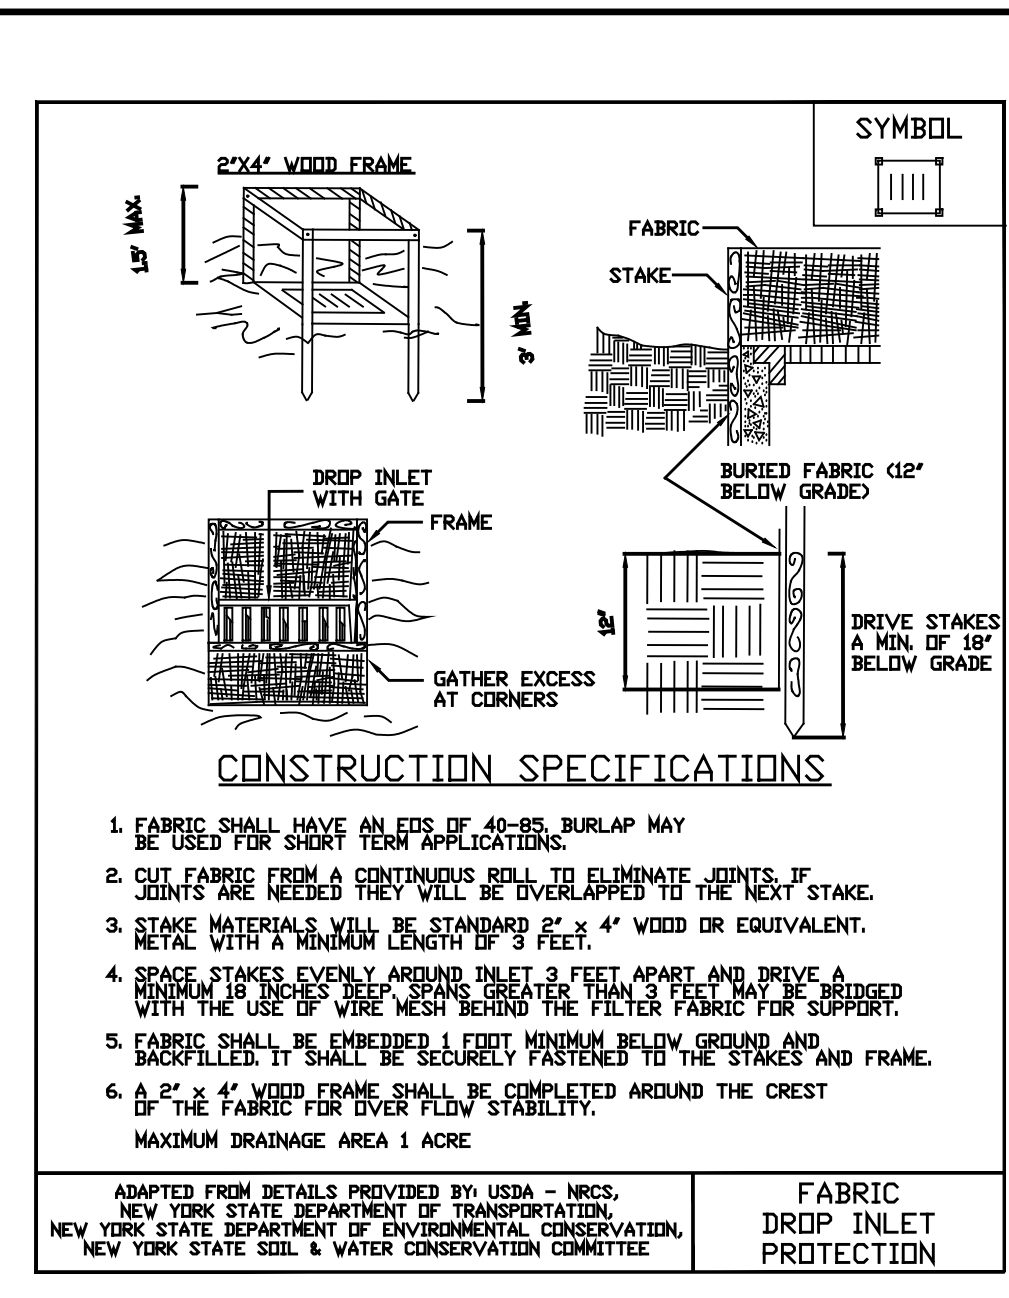 SYMBOL
2"X4" WOOD FRAME
1.5' MAX.
3' MIN.
FABRIC
STAKE
BURIED FABRIC (12"
BELOW GRADE)
DROP INLET
WITH GATE
FRAME
GATHER EXCESS
AT CORNERS
12"
DRIVE STAKES
A MIN. OF 18"
BELOW GRADE
CONSTRUCTION SPECIFICATIONS
1. FABRIC SHALL HAVE AN EOS OF 40-85. BURLAP MAY
BE USED FOR SHORT TERM APPLICATIONS.
2. CUT FABRIC FROM A CONTINUOUS ROLL TO ELIMINATE JOINTS. IF
JOINTS ARE NEEDED THEY WILL BE OVERLAPPED TO THE NEXT STAKE.
3. STAKE MATERIALS WILL BE STANDARD 2" x 4" WOOD OR EQUIVALENT.
METAL WITH A MINIMUM LENGTH OF 3 FEET.
4. SPACE STAKES EVENLY AROUND INLET 3 FEET APART AND DRIVE A
MINIMUM 18 INCHES DEEP. SPANS GREATER THAN 3 FEET MAY BE BRIDGED
WITH THE USE OF WIRE MESH BEHIND THE FILTER FABRIC FOR SUPPORT.
5. FABRIC SHALL BE EMBEDDED 1 FOOT MINIMUM BELOW GROUND AND
BACKFILLED. IT SHALL BE SECURELY FASTENED TO THE STAKES AND FRAME.
6. A 2" x 4" WOOD FRAME SHALL BE COMPLETED AROUND THE CREST
OF THE FABRIC FOR OVER FLOW STABILITY.
MAXIMUM DRAINAGE AREA 1 ACRE
ADAPTED FROM DETAILS PROVIDED BY: USDA - NRCS,
NEW YORK STATE DEPARTMENT OF TRANSPORTATION,
NEW YORK STATE DEPARTMENT OF ENVIRONMENTAL CONSERVATION,
NEW YORK STATE SOIL & WATER CONSERVATION COMMITTEE
FABRIC
DROP INLET
PROTECTION